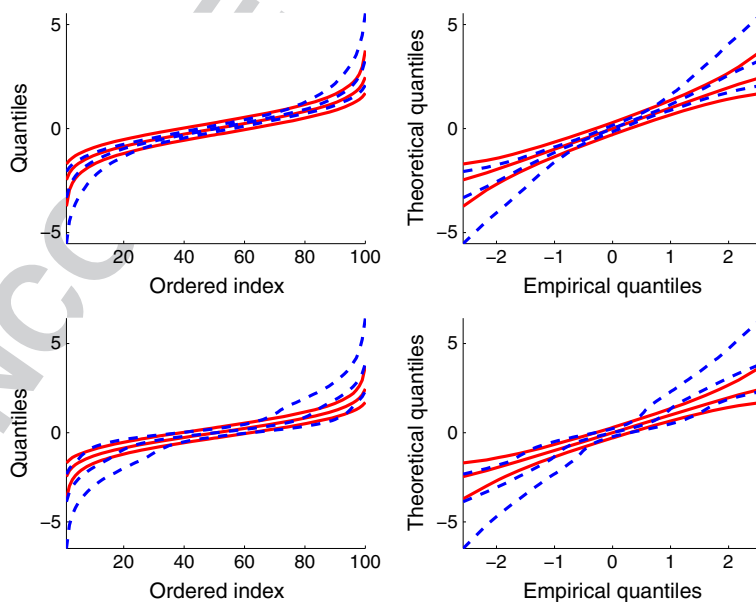 5
0
−5
Quantiles
20 40 60 80 100
Ordered index
5
0
−5
Theoretical quantiles
−2 −1 0 1 2
Empirical quantiles
5
0
−5
Quantiles
20 40 60 80 100
Ordered index
5
0
−5
Theoretical quantiles
−2 −1 0 1 2
Empirical quantiles